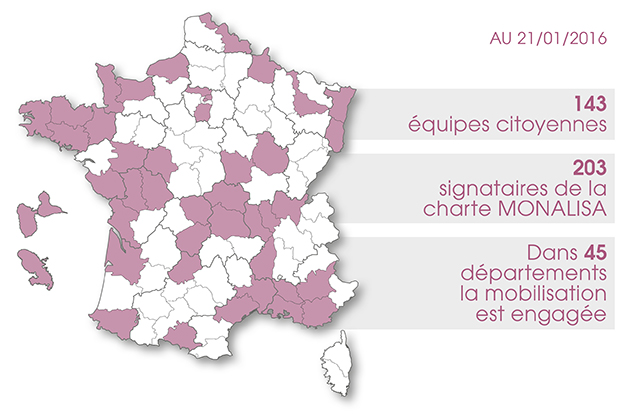 AU 21/01/2016
143
équipes citoyennes
203
signataires de la
charte MONALISA
Dans 45
départements
la mobilisation
est engagée